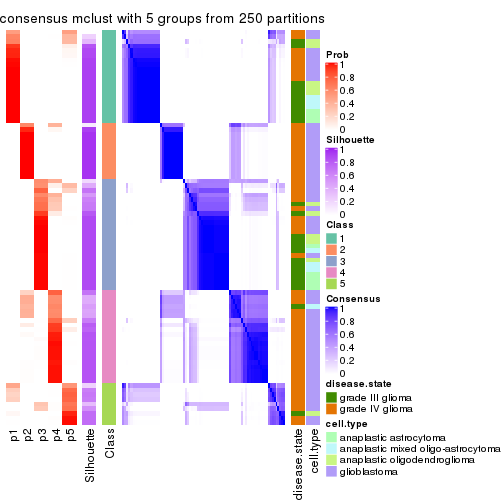 consensus mclust with 5 groups from 250 partitions
Prob
1
0.8
0.6
0.4
0.2
0
Silhouette
1
0.8
0.6
0.4
0.2
0
Class
1
2
3
4
5
Consensus
1
0.8
0.6
0.4
0.2
0
disease.state
grade III glioma
grade IV glioma
cell.type
anaplastic astrocytoma
anaplastic mixed oligo-astrocytoma
anaplastic oligodendroglioma
glioblastoma
p1
p2
p3
p4
p5
Silhouette
Class
disease.state
cell.type